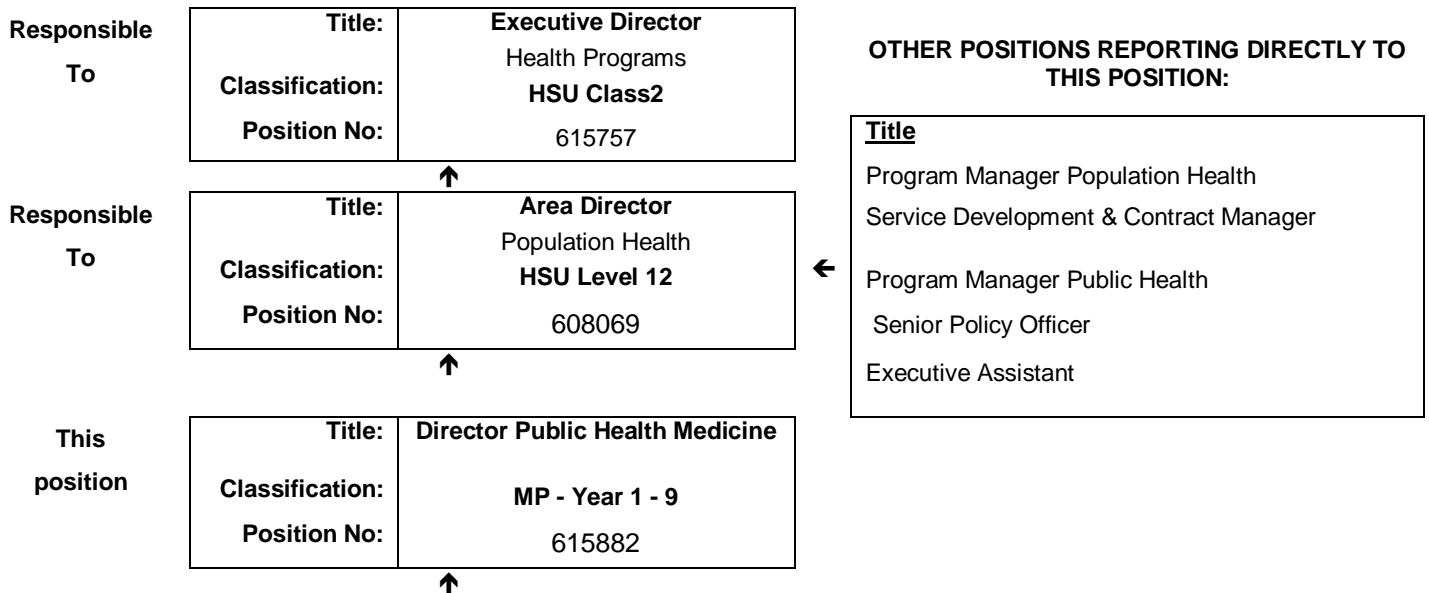 Responsible
To
Title:
Executive Director
Health Programs
Classification:
HSU Class2
Position No:
615757
Responsible
To
Title:
Area Director
Population Health
Classification:
HSU Level 12
Position No:
608069
This
position
Title:
Director Public Health Medicine
Classification:
MP - Year 1 - 9
Position No:
615882
OTHER POSITIONS REPORTING DIRECTLY TO
THIS POSITION:
Title
Program Manager Population Health
Service Development & Contract Manager
Program Manager Public Health
Senior Policy Officer
Executive Assistant